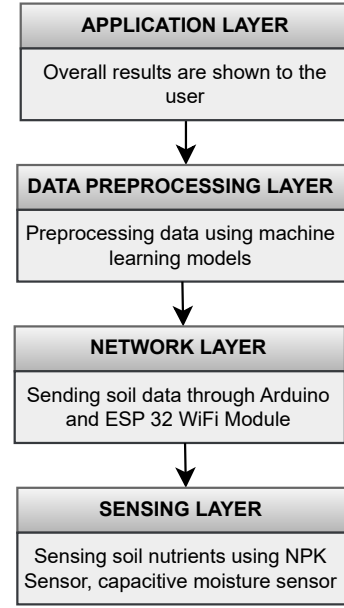 APPLICATION LAYER
Overall results are shown to the
user
DATA PREPROCESSING LAYER
Preprocessing data using machine
learning models
NETWORK LAYER
Sending soil data through Arduino
and ESP 32 WiFi Module
SENSING LAYER
Sensing soil nutrients using NPK
Sensor, capacitive moisture sensor